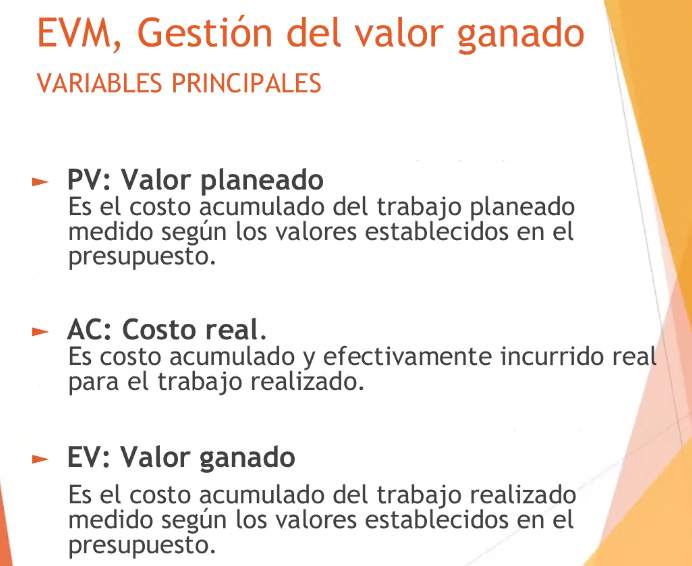 EVM, Gestión del valor ganado
VARIABLES PRINCIPALES
► PV: Valor planeado
Es el costo acumulado del trabajo planeado
medido según los valores establecidos en el
presupuesto.
► AC: Costo real.
Es costo acumulado y efectivamente incurrido real
para el trabajo realizado.
► EV: Valor ganado
Es el costo acumulado del trabajo realizado
medido según los valores establecidos en el
presupuesto.